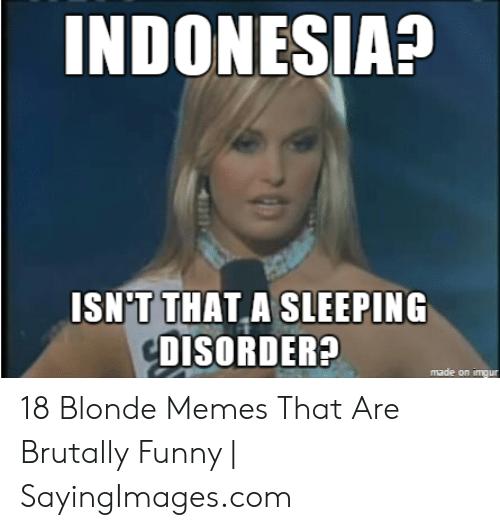 INDONESIA?
ISN'T THAT A SLEEPING
DISORDER?
made on imgur
18 Blonde Memes That Are
Brutally Funny |
SayingImages.com